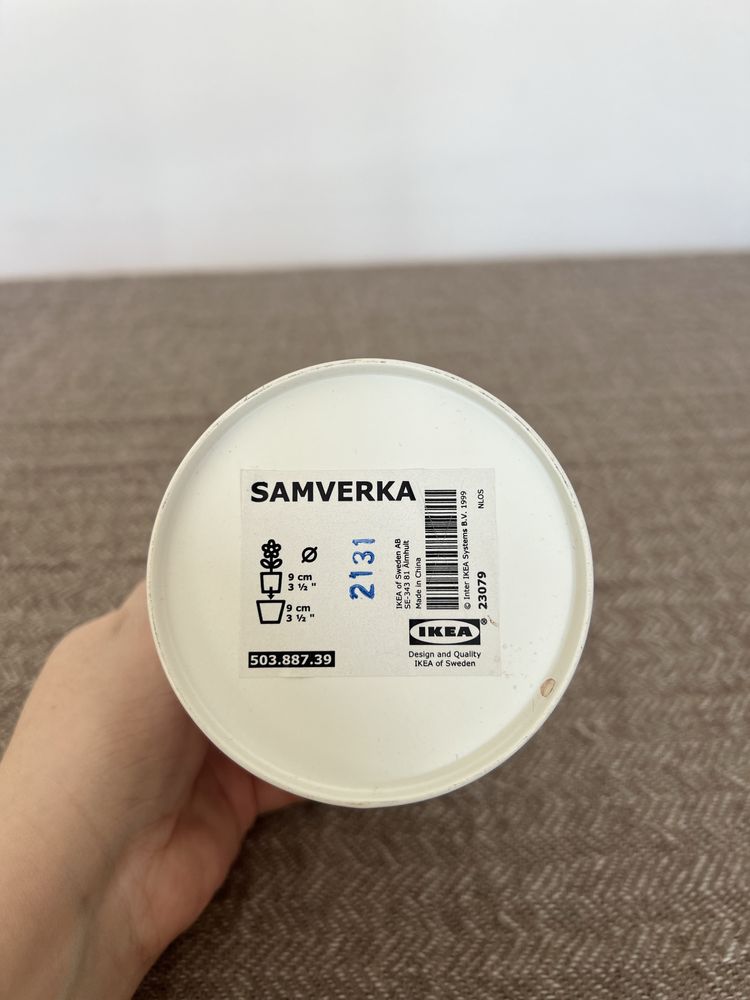 SAMVERKA
9 cm
3 ½ "
9 cm
3 ½ "
503.887.39
2131
IKEA of Sweden AB
SE-343 81 Älmhult
Made in China
© Inter IKEA Systems B.V. 1999
23079
NLOS
IKEA®
Design and Quality
IKEA of Sweden